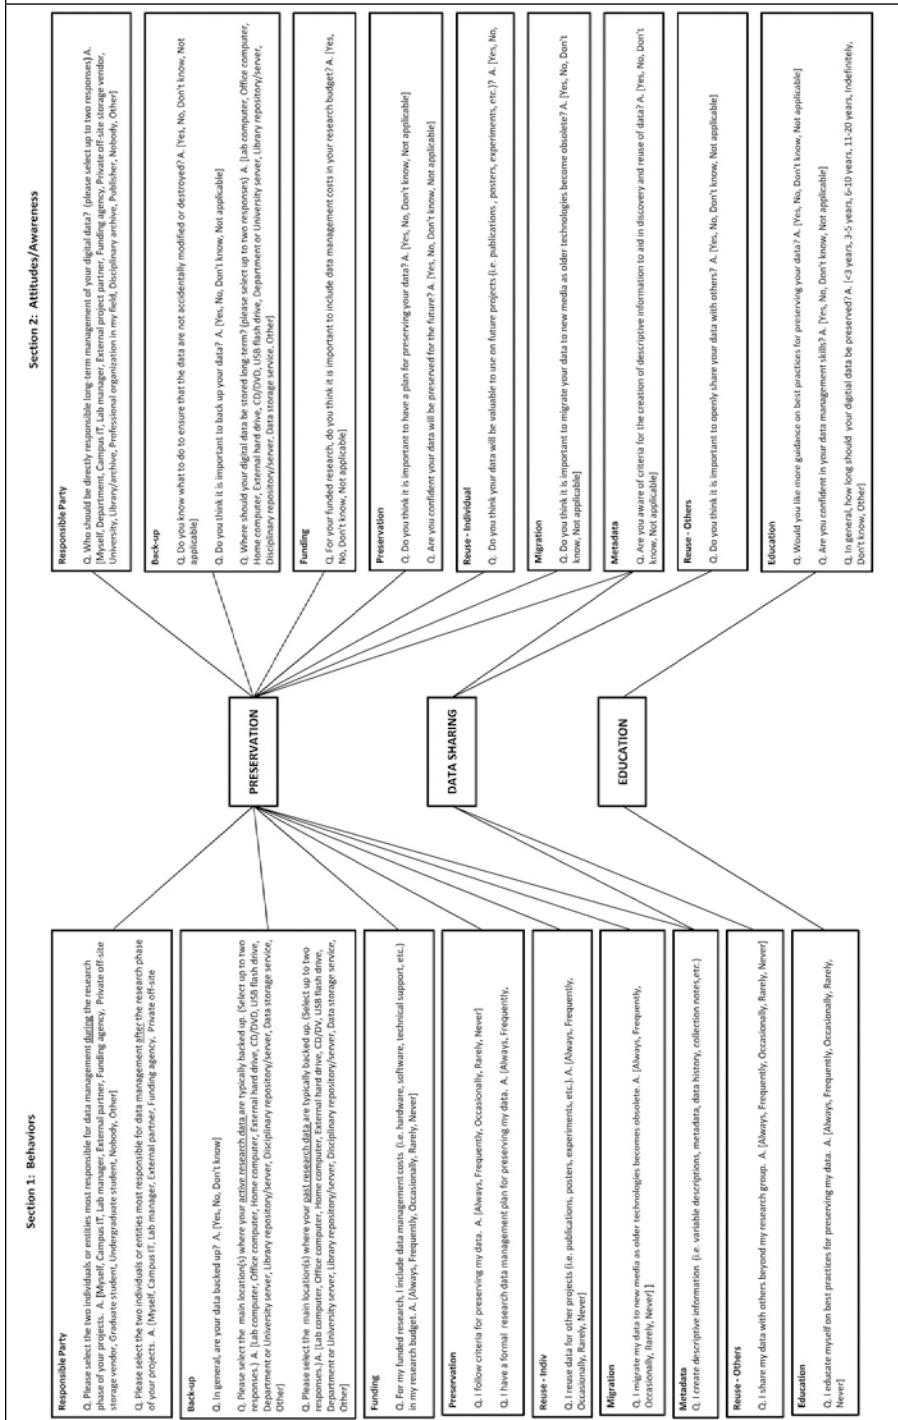 Section 1: Behaviors
Responsible Party
Q. Please select the two individuals or entities most responsible for data management during the research
phase of your projects. A. [Myself, Campus IT, Lab manager, External partner, Funding agency, Private off-site
storage vendor, Graduate student, Undergraduate student, Nobody, Other]
Q. Please select the two individuals or entities most responsible for data management after the research phase
of your projects. A. [Myself, Campus IT, Lab manager, External partner, Funding agency, Private off-site
Back-up
Q. In general, are your data backed up? A. [Yes, No, Don't know]
Q. Please select the main location(s) where your active research data are typically backed up. (Select up to two
responses.) A. [Lab computer, Office computer, Home computer, External hard drive, CD/DVD, USB flash drive,
Department or University server, Library repository/server, Disciplinary repository/server, Data storage service,
Other]
Q. Please select the main location(s) where your past research data are typically backed up. (Select up to two
responses.) A. [Lab computer, Office computer, Home computer, External hard drive, CD/DV, USB flash drive,
Department or University server, Library repository/server, Disciplinary repository/server, Data storage service,
Other]
Funding
Q. For my funded research, I include data management costs (i.e. hardware, software, technical support, etc.)
in my research budget. A. [Always, Frequently, Occasionally, Rarely, Never]
Preservation
Q. I follow criteria for preserving my data. A. [Always, Frequently, Occasionally, Rarely, Never]
Q. I have a formal research data management plan for preserving my data. A. [Always, Frequently,
Reuse - Indiv
Q. I reuse data for other projects (i.e. publications, posters, experiments, etc.). A. [Always, Frequently,
Occasionally, Rarely, Never]
Migration
Q. I migrate my data to new media as older technologies becomes obsolete. A. [Always, Frequently,
Occasionally, Rarely, Never] ]
Metadata
Q. I create descriptive information (i.e. variable descriptions, metadata, data history, collection notes,etc.)
Reuse - Others
Q. I share my data with others beyond my research group. A. [Always, Frequently, Occasionally, Rarely, Never]
Education
Q. I educate myself on best practices for preserving my data. A. [Always, Frequently, Occasionally, Rarely,
Never]
PRESERVATION
DATA SHARING
EDUCATION
Section 2: Attitudes/Awareness
Responsible Party
Q. Who should be directly responsible long-term management of your digital data? (please select up to two responses) A.
[Myself, Department, Campus IT, Lab manager, External project partner, Funding agency, Private off-site storage vendor,
University, Library/archive, Professional organization in my field, Disciplinary archive, Publisher, Nobody, Other]
Back-up
Q. Do you know what to do to ensure that the data are not accidentally modified or destroyed? A. [Yes, No, Don't know, Not
applicable]
Q. Do you think it is important to back up your data? A. [Yes, No, Don't know, Not applicable]
Q. Where should your digital data be stored long-term? (please select up to two responses) A. [Lab computer, Office computer,
Home computer, External hard drive, CD/DVD, USB flash drive, Department or University server, Library repository/server,
Disciplinary repository/server, Data storage service, Other]
Funding
Q. For your funded research, do you think it is important to include data management costs in your research budget? A. [Yes,
No, Don't know, Not applicable]
Preservation
Q. Do you think it is important to have a plan for preserving your data? A. [Yes, No, Don't know, Not applicable]
Q. Are you confident your data will be preserved for the future? A. [Yes, No, Don't know, Not applicable]
Reuse - Individual
Q. Do you think your data will be valuable to use on future projects (i.e. publications , posters, experiments, etc.)? A. [Yes, No,
Migration
Q. Do you think it is important to migrate your data to new media as older technologies become obsolete? A. [Yes, No, Don't
know, Not applicable]
Metadata
Q. Are you aware of criteria for the creation of descriptive information to aid in discovery and reuse of data? A. [Yes, No, Don't
know, Not applicable]
Reuse - Others
Q. Do you think it is important to openly share your data with others? A. [Yes, No, Don't know, Not applicable]
Education
Q. Would you like more guidance on best practices for preserving your data? A. [Yes, No, Don't know, Not applicable]
Q. Are you confident in your data management skills? A. [Yes, No, Don't know, Not applicable]
Q. In general, how long should your digitial data be preserved? A. [<3 years, 3-5 years, 6-10 years, 11-20 years, Indefinitely,
Don't know, Other]